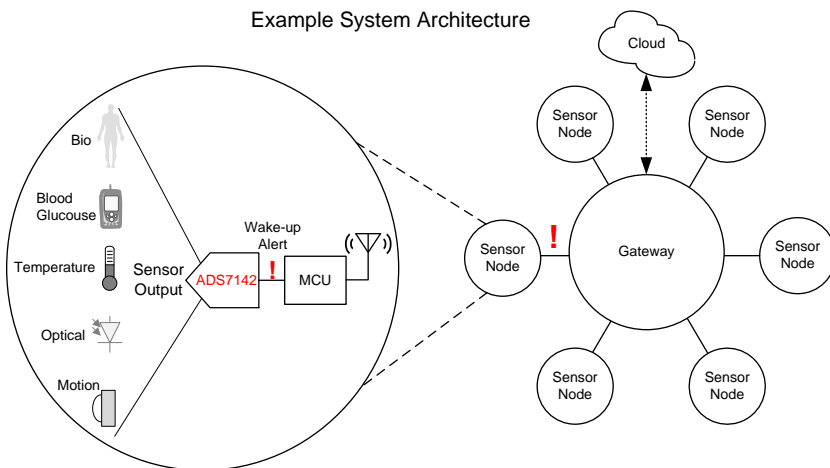 Example System Architecture
Bio
Blood
Glucouse
Temperature
Optical
Motion
Sensor
Output
ADS7142
Wake-up
Alert
!
MCU
Sensor
Node
!
Gateway
Cloud
Sensor
Node
Sensor
Node
Sensor
Node
Sensor
Node
Sensor
Node